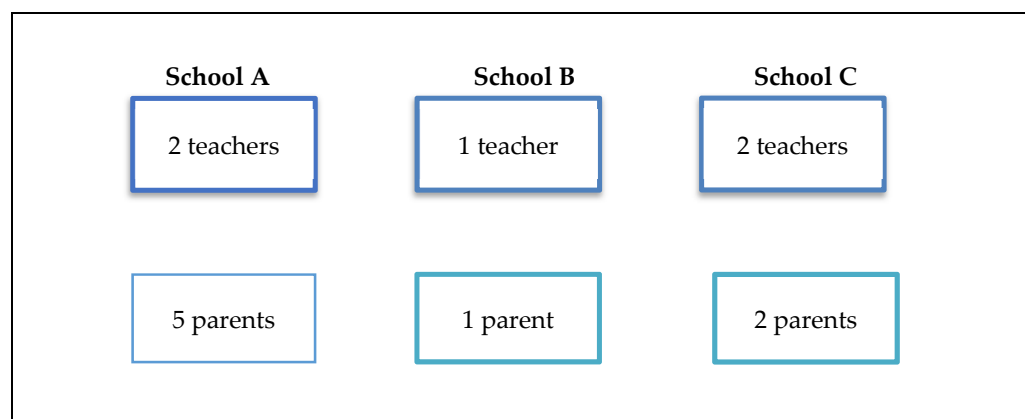 School A
School B
School C
2 teachers
1 teacher
2 teachers
5 parents
1 parent
2 parents